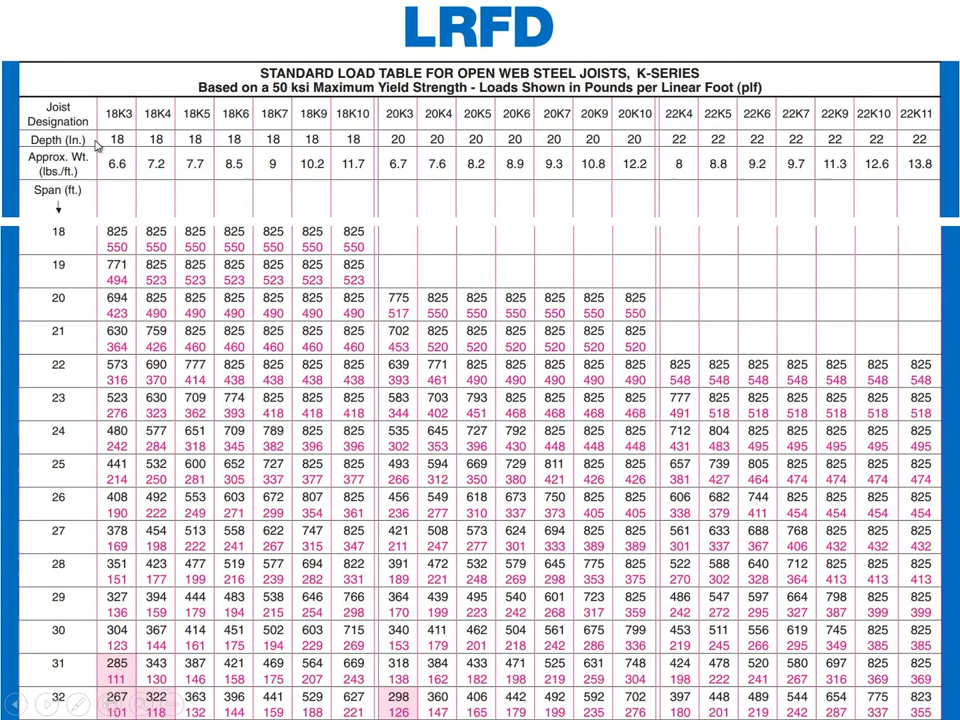 LRFD
STANDARD LOAD TABLE FOR OPEN WEB STEEL JOISTS, K-SERIES
Based on a 50 ksi Maximum Yield Strength - Loads Shown in Pounds per Linear Foot (plf)
Joist Designation 18K3 18K4 18K5 18K6 18K7 18K9 18K10 20K3 20K4 20K5 20K6 20K7 20K9 20K10 22K4 22K5 22K6 22K7 22K9 22K10 22K11
Depth (In.) 18 18 18 18 18 18 18 20 20 20 20 20 20 20 22 22 22 22 22 22 22
Approx. Wt. (lbs./ft.) 6.6 7.2 7.7 8.5 9 10.2 11.7 6.7 7.6 8.2 8.9 9.3 10.8 12.2 8 8.8 9.2 9.7 11.3 12.6 13.8
Span (ft.)
18 825 825 825 825 825 825 825
550 550 550 550 550 550 550
19 771 825 825 825 825 825 825
494 523 523 523 523 523 523
20 694 825 825 825 825 825 825 775 825 825 825 825 825 825
423 490 490 490 490 490 490 517 550 550 550 550 550 550
21 630 759 825 825 825 825 825 702 825 825 825 825 825 825
364 426 460 460 460 460 460 453 520 520 520 520 520 520
22 573 690 777 825 825 825 825 639 771 825 825 825 825 825 825 825 825 825 825 825 825
316 370 414 438 438 438 438 393 461 490 490 490 490 490 548 548 548 548 548 548 548
23 523 630 709 774 825 825 825 583 703 793 825 825 825 825 777 825 825 825 825 825 825
276 323 362 393 418 418 418 344 402 451 468 468 468 468 491 518 518 518 518 518 518
24 480 577 651 709 789 825 825 535 645 727 792 825 825 825 712 804 825 825 825 825 825
242 284 318 345 382 396 396 302 353 396 430 448 448 448 431 483 495 495 495 495 495
25 441 532 600 652 727 825 825 493 594 669 729 811 825 825 657 739 805 825 825 825 825
214 250 281 305 337 377 377 266 312 350 380 421 426 426 381 427 464 474 474 474 474
26 408 492 553 603 672 807 825 456 549 618 673 750 825 825 606 682 744 825 825 825 825
190 222 249 271 299 354 361 236 277 310 337 373 405 405 338 379 411 454 454 454 454
27 378 454 513 558 622 747 825 421 508 573 624 694 825 825 561 633 688 768 825 825 825
169 198 222 241 267 315 347 211 247 277 301 333 389 389 301 337 367 406 432 432 432
28 351 423 477 519 577 694 822 391 472 532 579 645 775 825 522 588 640 712 825 825 825
151 177 199 216 239 282 331 189 221 248 269 298 353 375 270 302 328 364 413 413 413
29 327 394 444 483 538 646 766 364 439 495 540 601 723 825 486 547 597 664 798 825 825
136 159 179 194 215 254 298 170 199 223 242 268 317 359 242 272 295 327 387 399 399
30 304 367 414 451 502 603 715 340 411 462 504 561 675 799 453 511 556 619 745 825 825
123 144 161 175 194 229 269 153 179 201 218 242 286 336 219 245 266 295 349 385 385
31 285 343 387 421 469 564 669 318 384 433 471 525 631 748 424 478 520 580 697 825 825
111 130 146 158 175 207 243 138 162 182 198 219 259 304 198 222 241 267 316 369 369
32 267 322 363 396 441 529 627 298 360 406 442 492 592 702 397 448 489 544 654 775 823
101 118 132 144 159 188 221 126 147 165 179 199 235 276 180 201 219 242 287 337 355